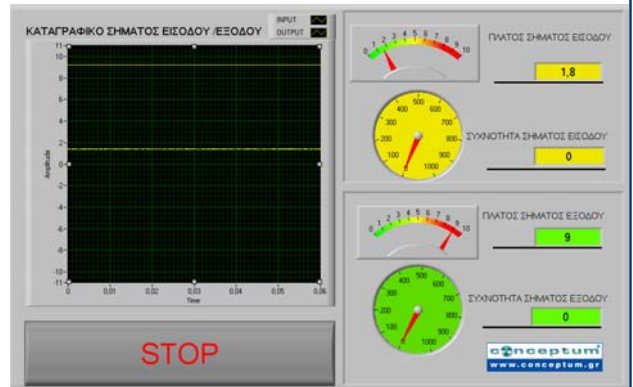 ΚΑΤΑΓΡΑΦΙΚΟ ΣΗΜΑΤΟΣ ΕΙΣΟΔΟΥ /ΕΞΟΔΟΥ
INPUT
OUTPUT
11
10
8
6
4
2
0
-2
-4
-6
-8
-10
-11
Amplitude
0 0,01 0,02 0,03 0,04 0,05 0,06
Time
STOP
0 1 2 3 4 5 6 7 8 9 10
ΠΛΑΤΟΣ ΣΗΜΑΤΟΣ ΕΙΣΟΔΟΥ
1,8
0 100 200 300 400 500 600 700 800 900 1000
ΣΥΧΝΟΤΗΤΑ ΣΗΜΑΤΟΣ ΕΙΣΟΔΟΥ
0
0 1 2 3 4 5 6 7 8 9 10
ΠΛΑΤΟΣ ΣΗΜΑΤΟΣ ΕΞΟΔΟΥ
9
0 100 200 300 400 500 600 700 800 900 1000
ΣΥΧΝΟΤΗΤΑ ΣΗΜΑΤΟΣ ΕΞΟΔΟΥ
0
conceptum
www.conceptum.gr